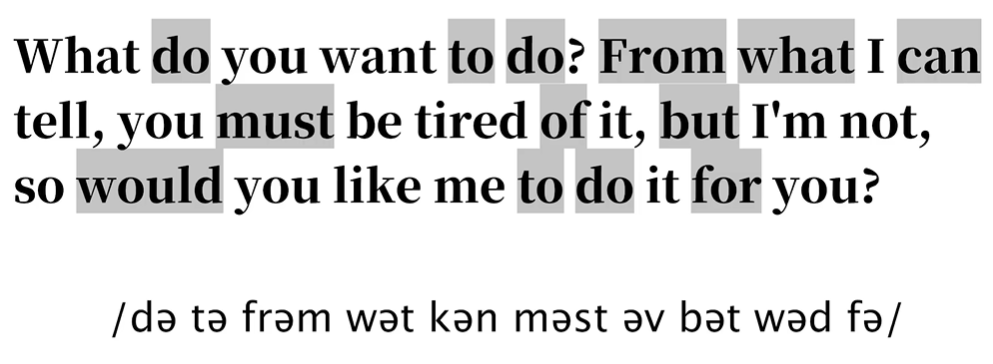 What do you want to do? From what I can
tell, you must be tired of it, but I'm not,
so would you like me to do it for you?
/də tə frəm wət kən məst əv bət wəd fə/